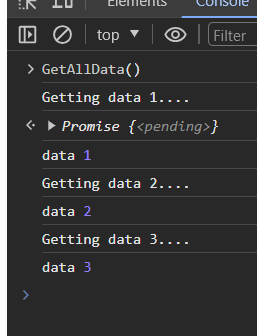 Elements Console
top Filter
> GetAllData()
Getting data 1....
Promise {<pending>}
data 1
Getting data 2....
data 2
Getting data 3....
data 3
>